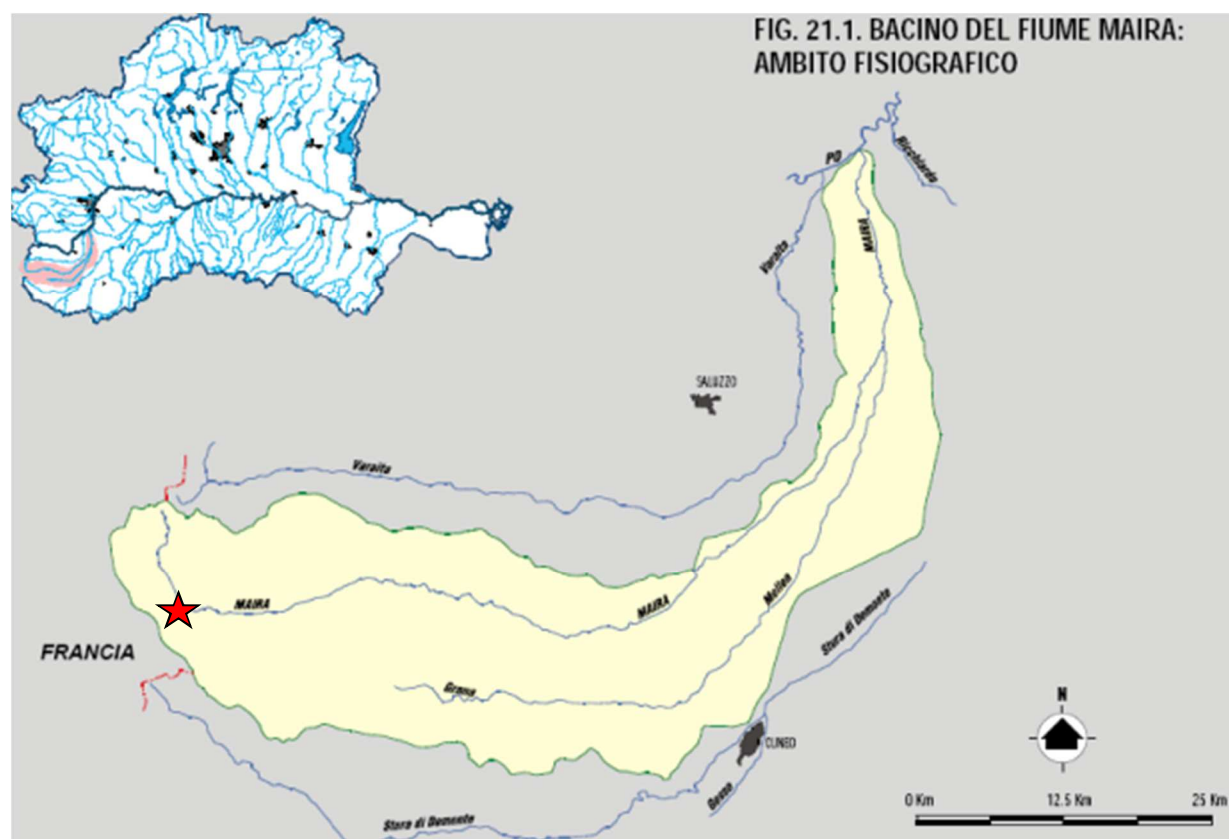 FIG. 21.1. BACINO DEL FIUME MAIRA:
AMBITO FISIOGRAFICO
PO
Ricchiardo
MAIRA
Varaita
SALUZZO
Varaita
MAIRA
MAIRA
Mellea
Stura di Demonte
FRANCIA
Grana
N
CUNEO
Gesso
Stura di Demonte
0 Km
12.5 Km
25 Km